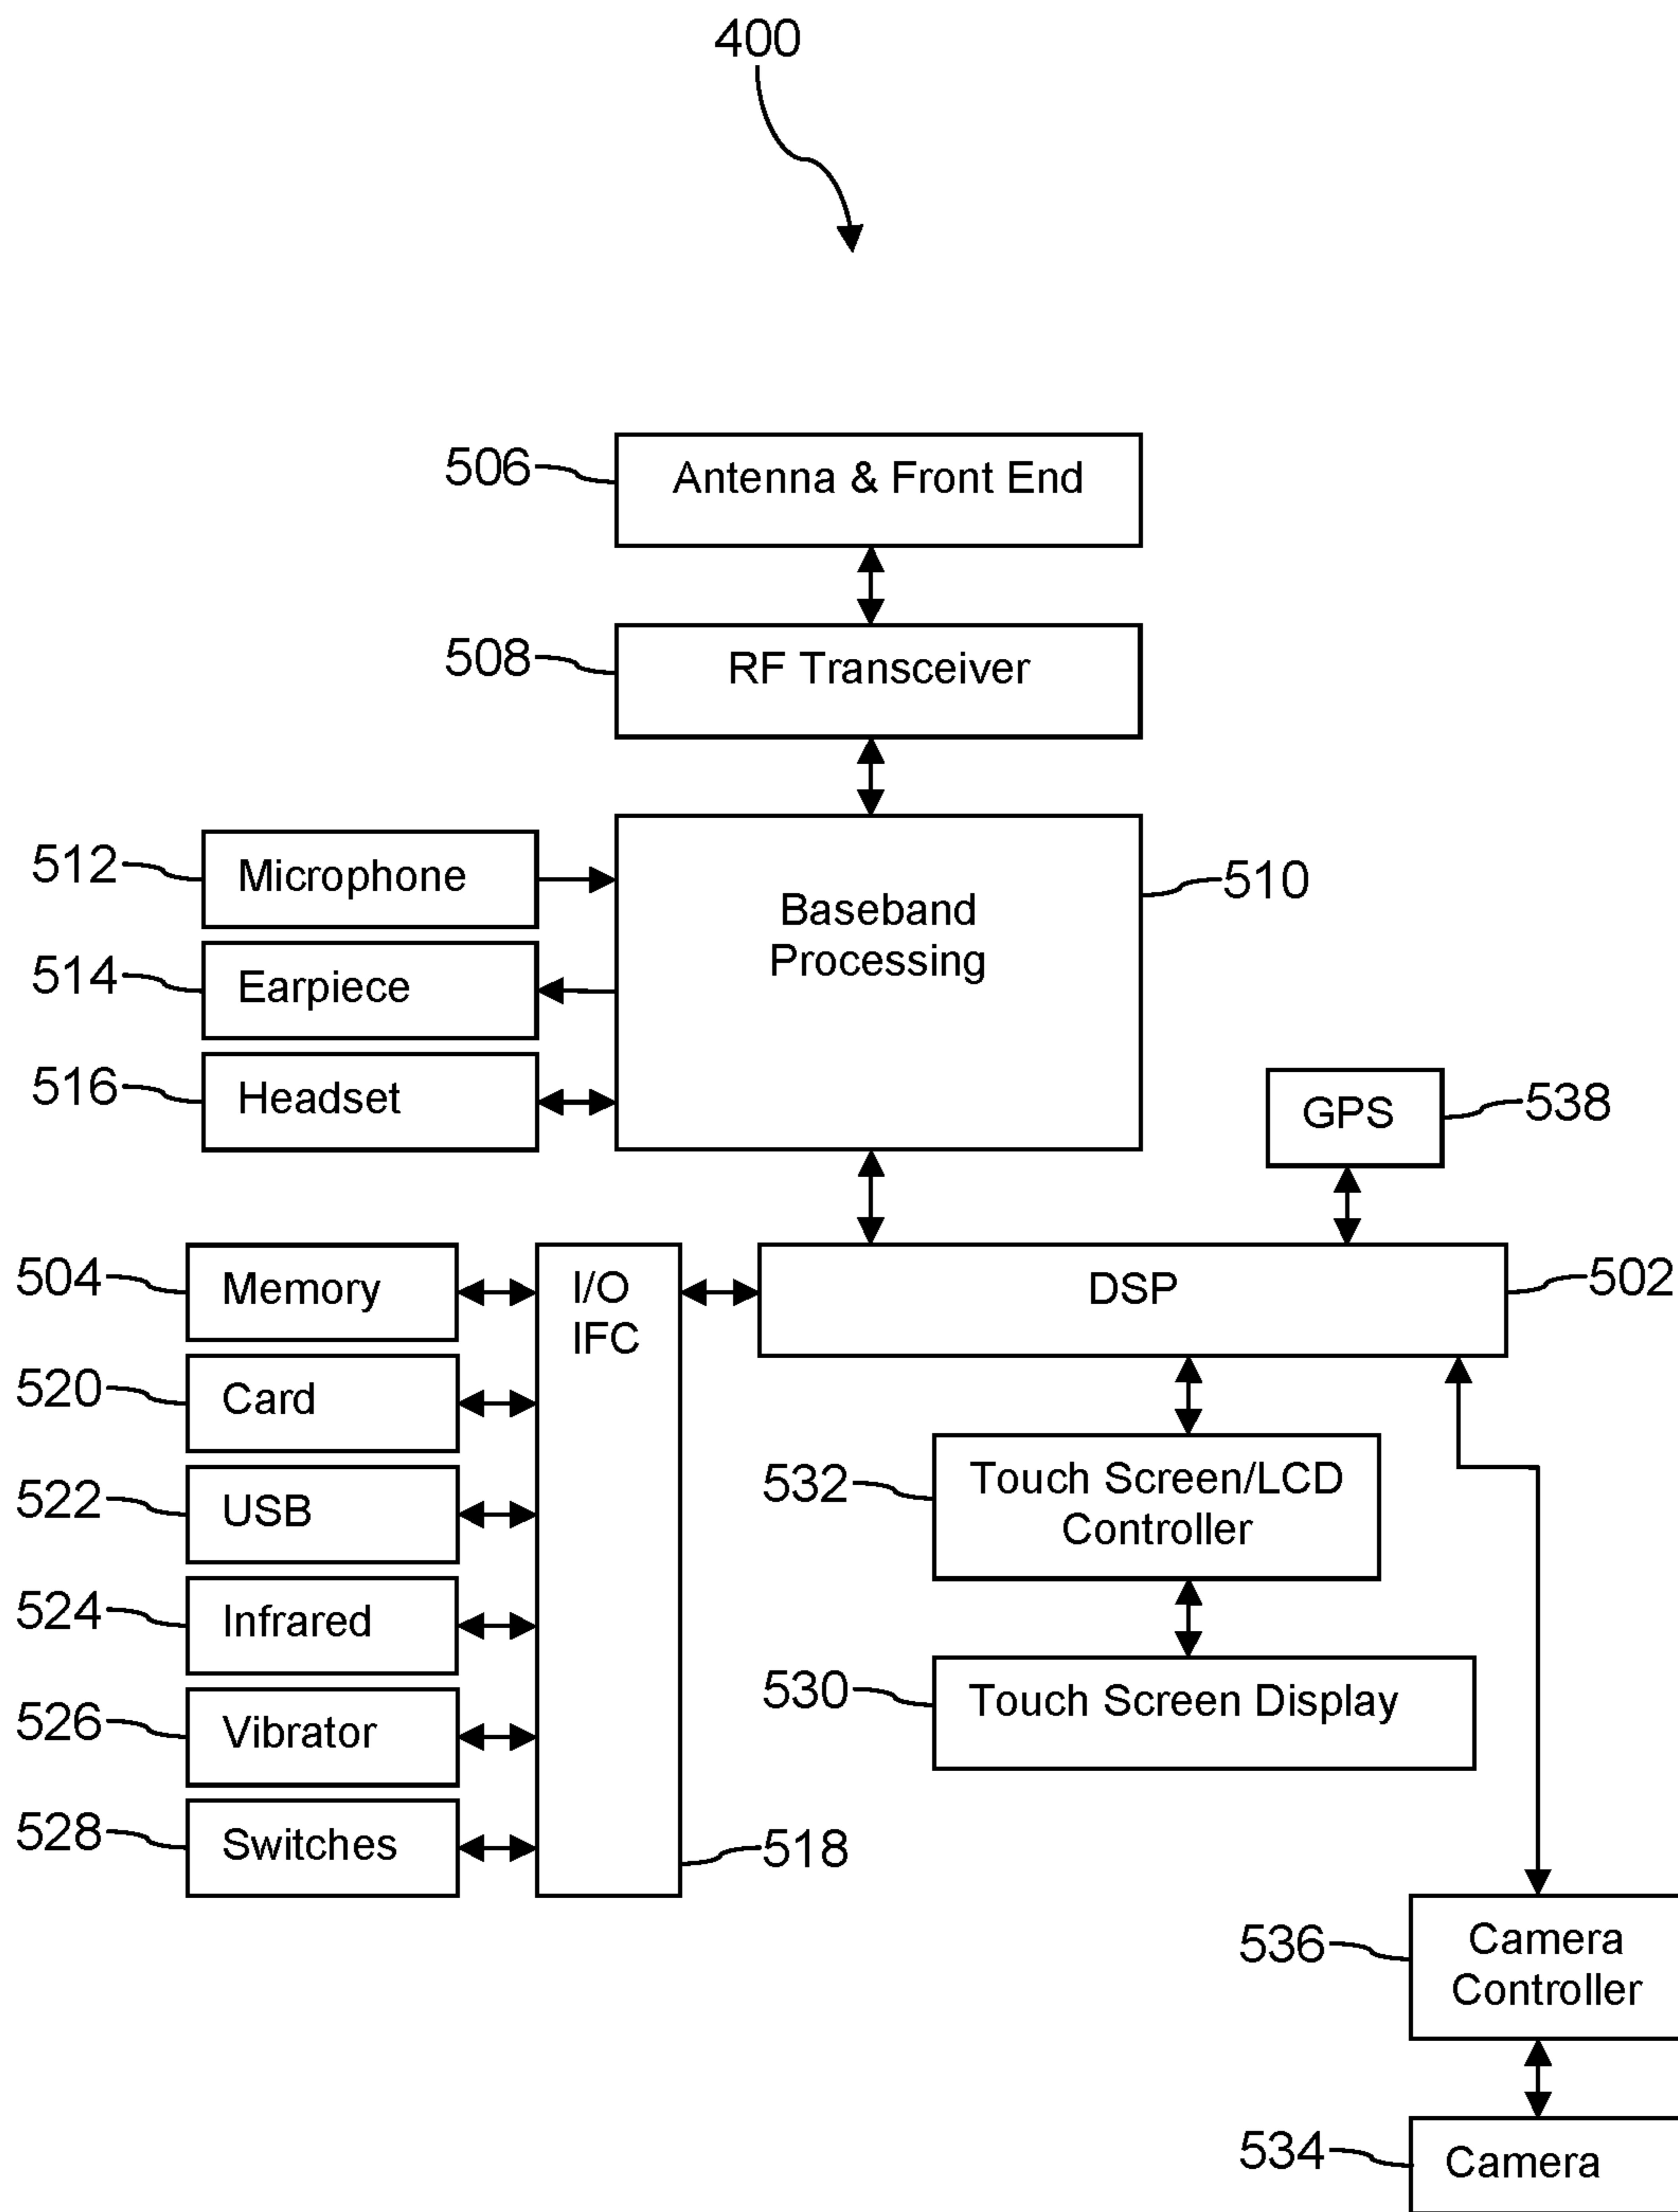 400
506
Antenna & Front End
508
RF Transceiver
512
Microphone
Baseband
Processing
510
514
Earpiece
516
Headset
GPS
538
504
Memory
I/O
IFC
DSP
502
520
Card
522
USB
532
Touch Screen/LCD
Controller
524
Infrared
526
Vibrator
530
Touch Screen Display
528
Switches
518
536
Camera
Controller
534
Camera